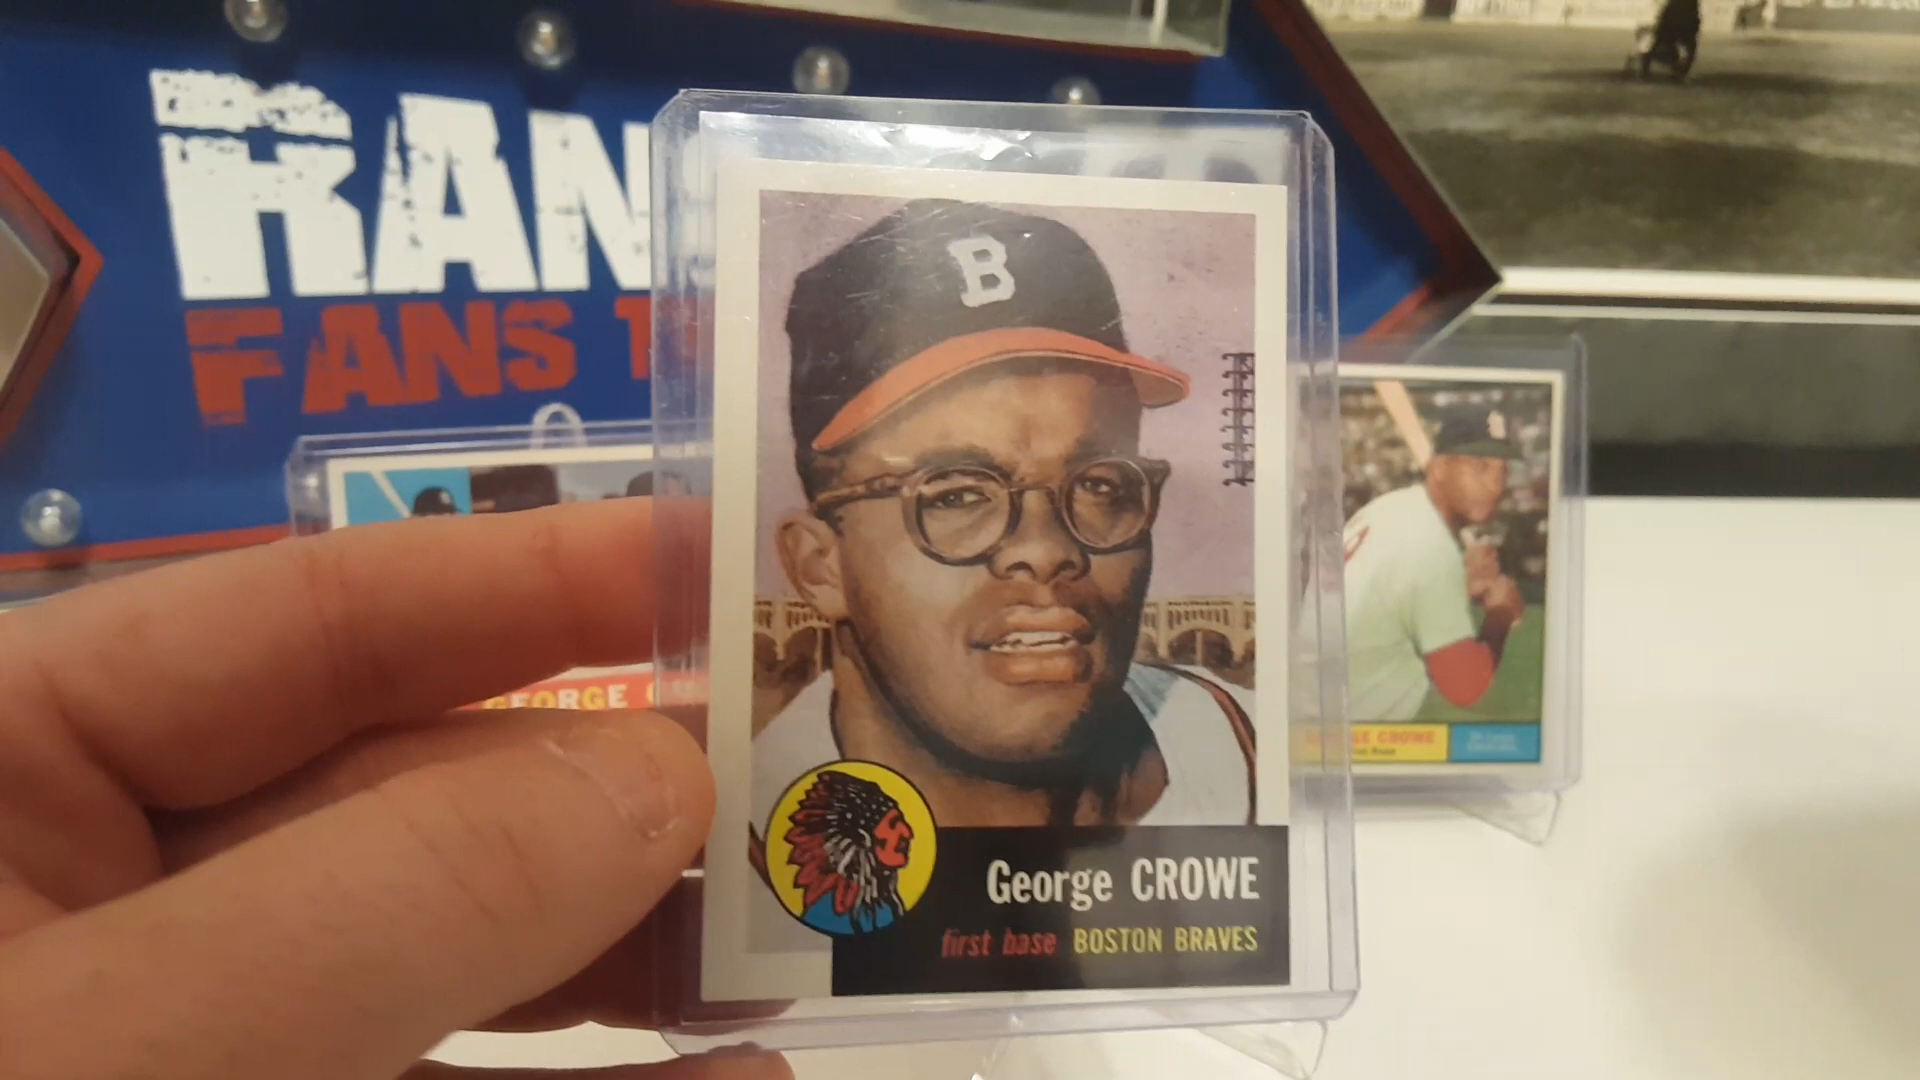 RAN
FANS
B
George CROWE
first base BOSTON BRAVES
GEORGE
CROWE